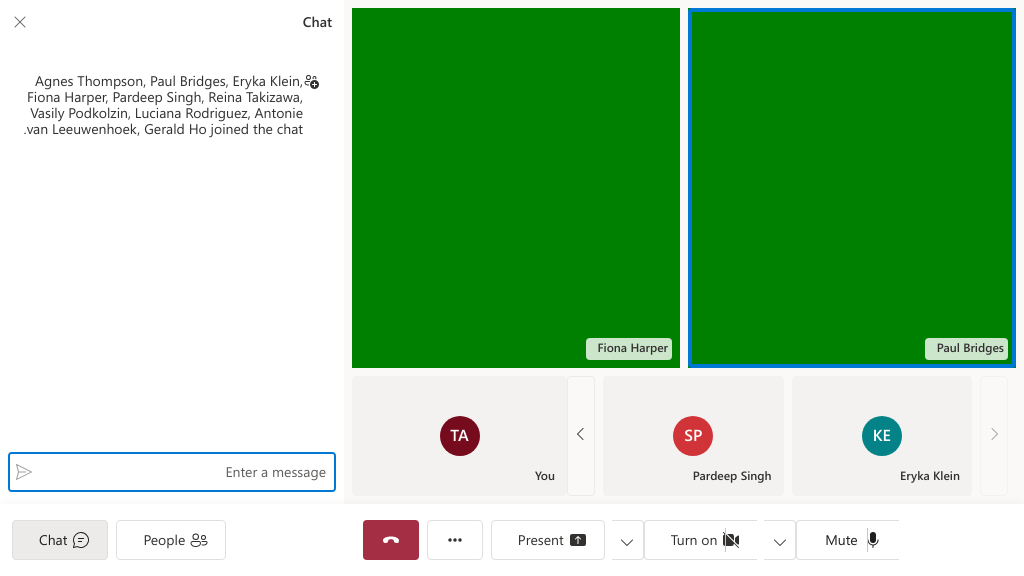 Chat
Agnes Thompson, Paul Bridges, Eryka Klein,
Fiona Harper, Pardeep Singh, Reina Takizawa,
Vasily Podkolzin, Luciana Rodriguez, Antonie
.van Leeuwenhoek, Gerald Ho joined the chat
Enter a message
Chat
People
Fiona Harper
Paul Bridges
TA
You
SP
Pardeep Singh
KE
Eryka Klein
Present
Turn on
Mute